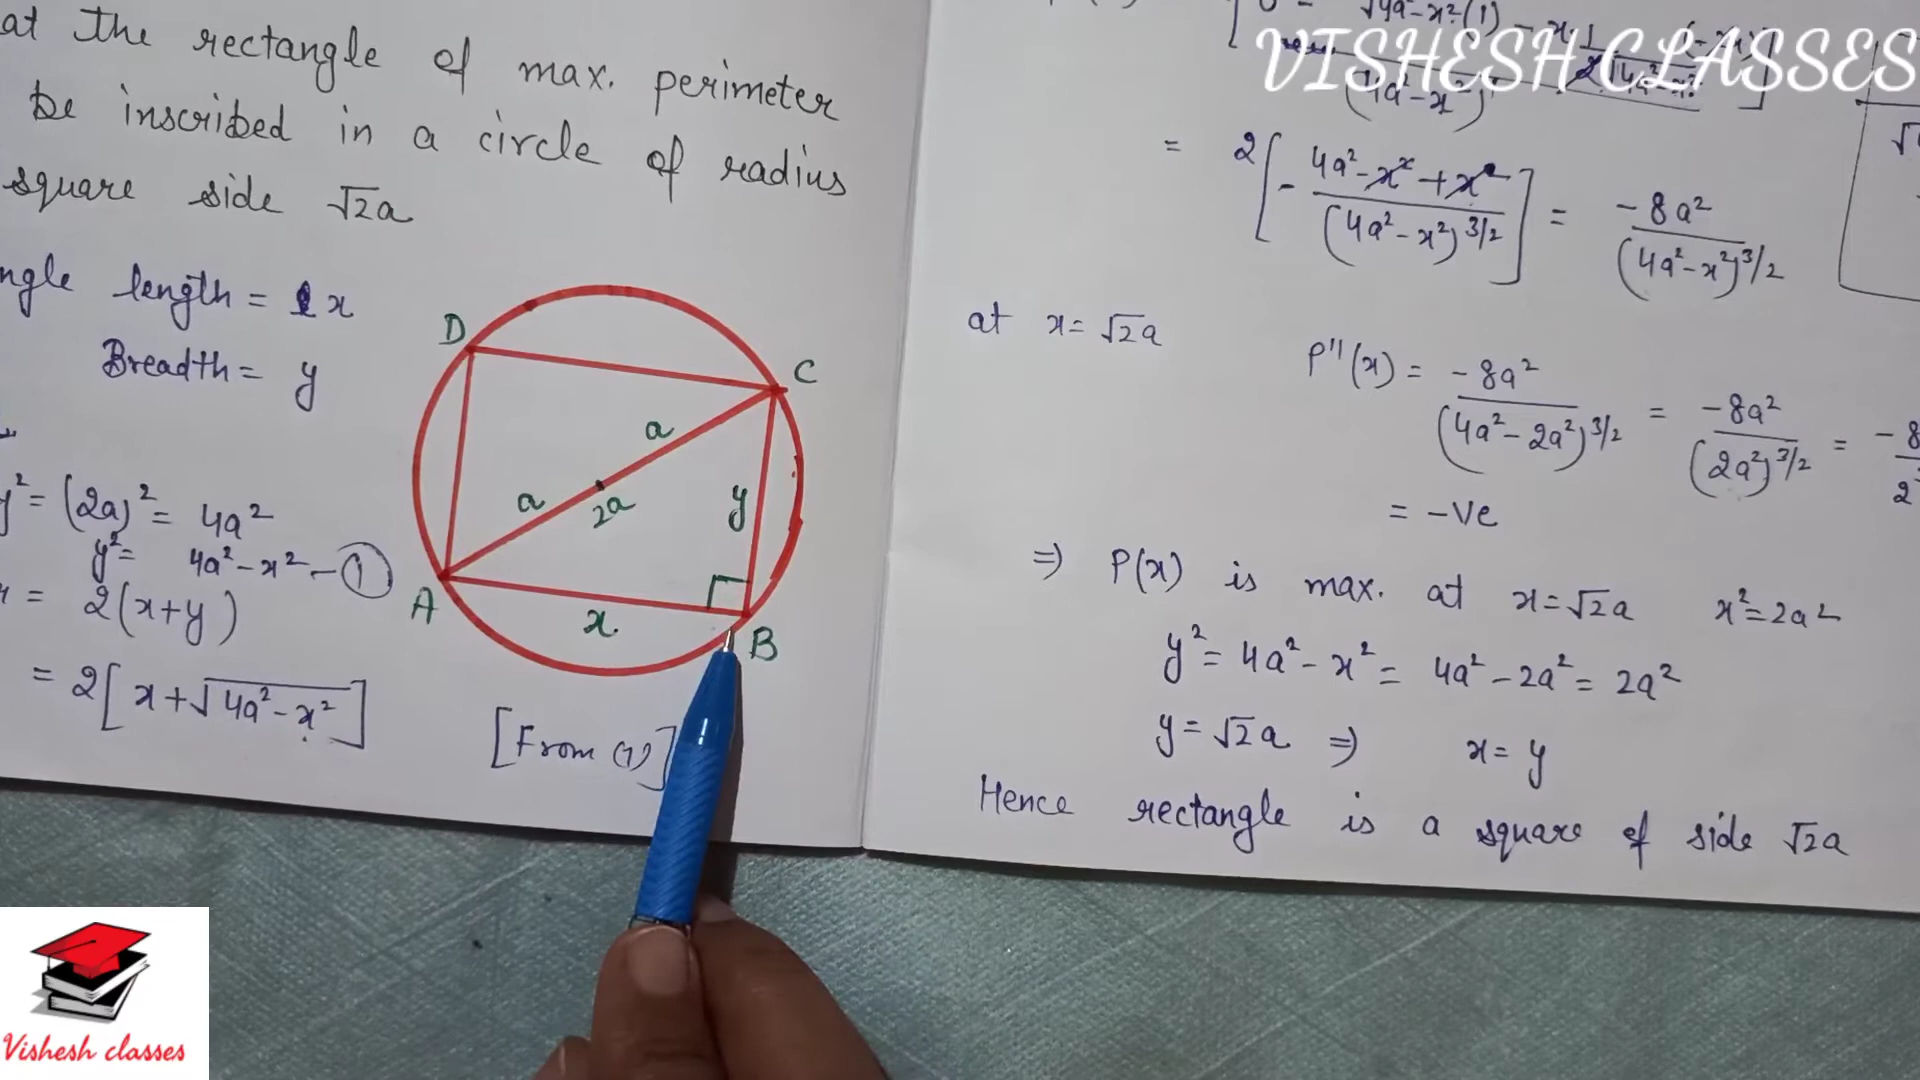 at the rectangle of max. perimeter
be inscribed in a circle of radius
square side √2a
length = x
Breadth = y
y² = (2a)² = 4a²
y² = 4a² - x² - ①
= 2(x+y)
= 2[x + √4a² - x²] [From (1)]
D
C
a
a
2a
y
A
x
B
VISHESH CLASSES
= 2[- 4a² - x² + x² / (4a² - x²)3/2] = -8a² / (4a² - x²)3/2
at x = √2a
P''(x) = -8a² / (4a² - 2a²)3/2 = -8a² / (2a²)3/2 =
= -ve
⇒ P(x) is max. at x = √2a x² = 2a²
y² = 4a² - x² = 4a² - 2a² = 2a²
y = √2a ⇒ x = y
Hence rectangle is a square of side √2a
Vishesh classes